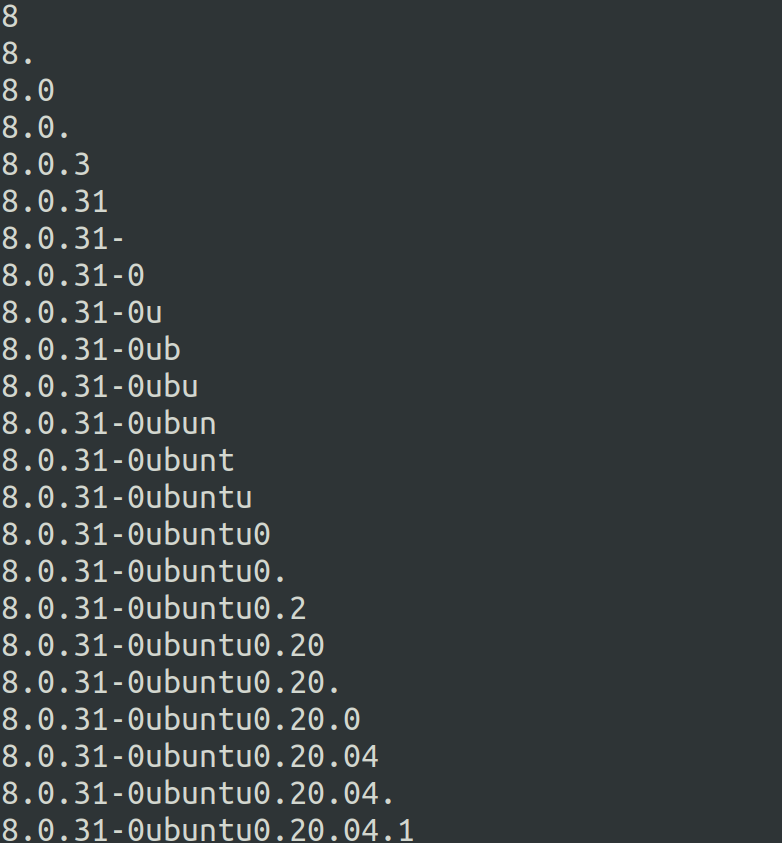 8
8.
8.0
8.0.
8.0.3
8.0.31
8.0.31-
8.0.31-0
8.0.31-0u
8.0.31-0ub
8.0.31-0ubu
8.0.31-0ubun
8.0.31-0ubunt
8.0.31-0ubuntu
8.0.31-0ubuntu0
8.0.31-0ubuntu0.
8.0.31-0ubuntu0.2
8.0.31-0ubuntu0.20
8.0.31-0ubuntu0.20.
8.0.31-0ubuntu0.20.0
8.0.31-0ubuntu0.20.04
8.0.31-0ubuntu0.20.04.
8.0.31-0ubuntu0.20.04.1